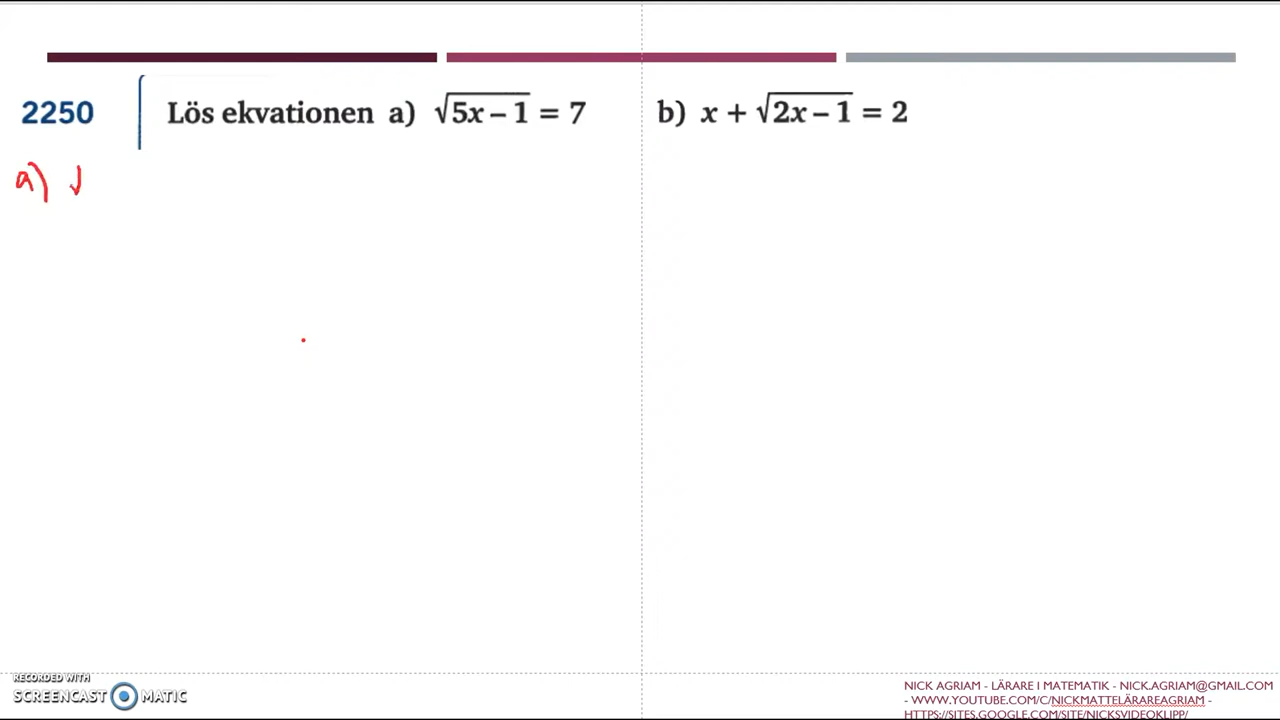 2250 Lös ekvationen a) √5x – 1 = 7 b) x + √2x – 1 = 2
a) √
RECORDED WITH
SCREENCAST MATIC
NICK AGRIAM - LÄRARE I MATEMATIK - NICK.AGRIAM@GMAIL.COM
- WWW.YOUTUBE.COM/C/NICKMATTELÄRAREAGRIAM -
HTTPS://SITES.GOOGLE.COM/SITE/NICKSVIDEOKLIPP/